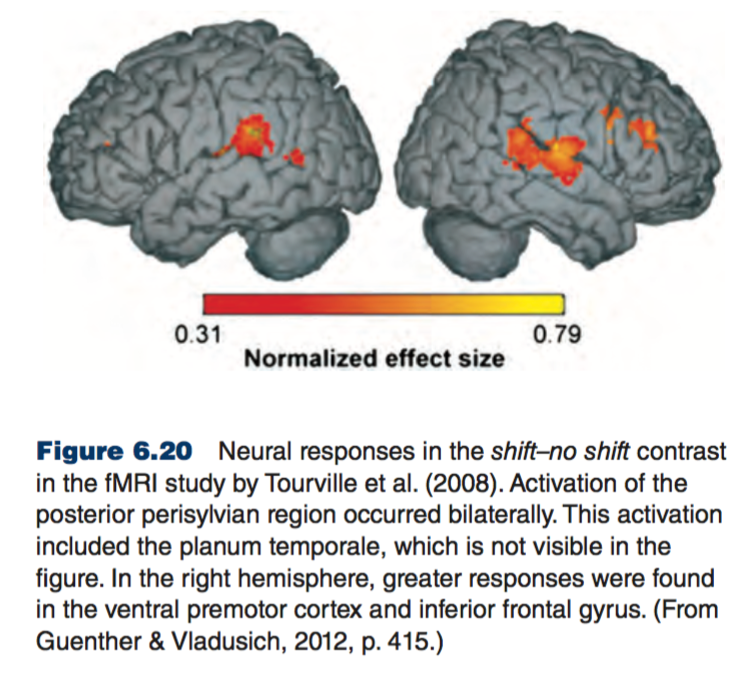 0.31 0.79
Normalized effect size
Figure 6.20 Neural responses in the shift–no shift contrast
in the fMRI study by Tourville et al. (2008). Activation of the
posterior perisylvian region occurred bilaterally. This activation
included the planum temporale, which is not visible in the
figure. In the right hemisphere, greater responses were found
in the ventral premotor cortex and inferior frontal gyrus. (From
Guenther & Vladusich, 2012, p. 415.)